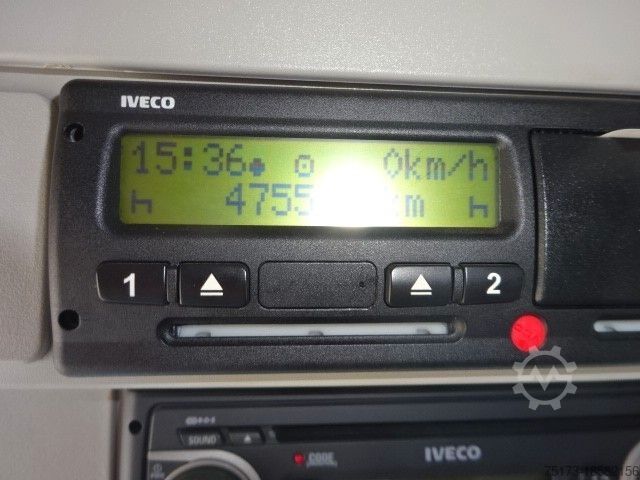 IVECO
15:36 0km/h
4755 km
1 2
SOUND
CODE
IVECO